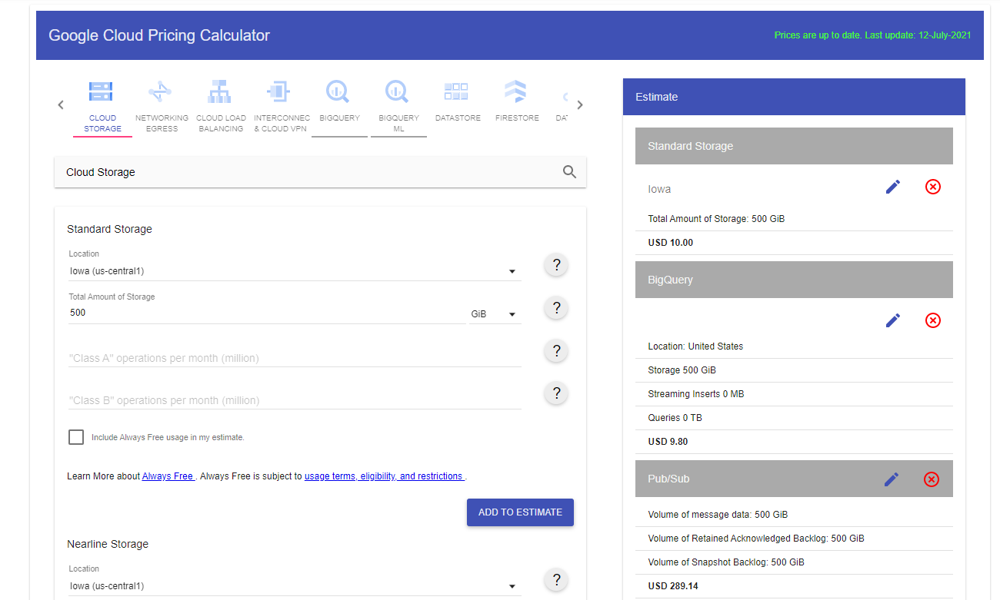 Google Cloud Pricing Calculator
Prices are up to date. Last update: 12-July-2021
CLOUD STORAGE
NETWORKING EGRESS
CLOUD LOAD BALANCING
INTERCONNEC & CLOUD VPN
BIGQUERY
BIGQUERY ML
DATASTORE
FIRESTORE
DAT
Cloud Storage
Standard Storage
Location
Iowa (us-central1)
?
Total Amount of Storage
500
GiB
?
"Class A" operations per month (million)
?
"Class B" operations per month (million)
?
Include Always Free usage in my estimate.
Learn More about Always Free . Always Free is subject to usage terms, eligibility, and restrictions .
ADD TO ESTIMATE
Nearline Storage
Location
Iowa (us-central1)
?
Estimate
Standard Storage
Iowa
Total Amount of Storage: 500 GiB
USD 10.00
BigQuery
Location: United States
Storage 500 GiB
Streaming Inserts 0 MB
Queries 0 TB
USD 9.80
Pub/Sub
Volume of message data: 500 GiB
Volume of Retained Acknowledged Backlog: 500 GiB
Volume of Snapshot Backlog: 500 GiB
USD 289.14